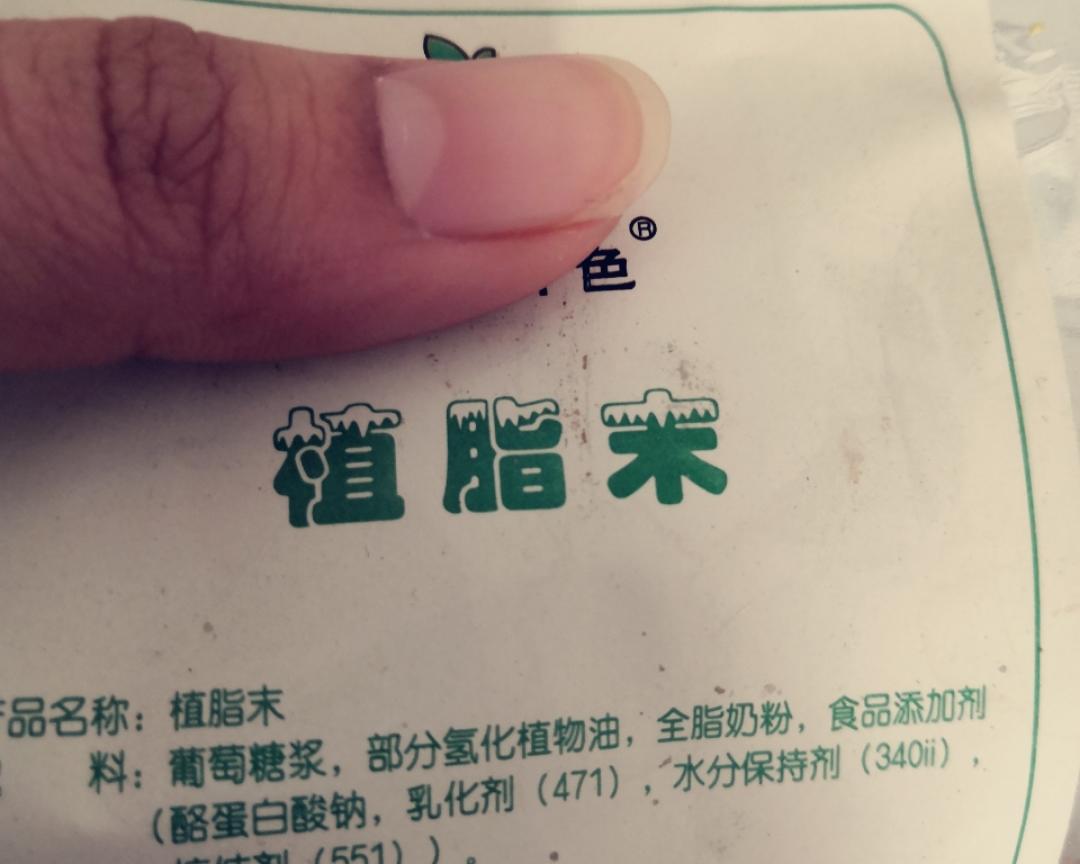 色®
植脂末
品名称：植脂末
料：葡萄糖浆，部分氢化植物油，全脂奶粉，食品添加剂
（酪蛋白酸钠，乳化剂（471），水分保持剂（340ii），
剂（551））。